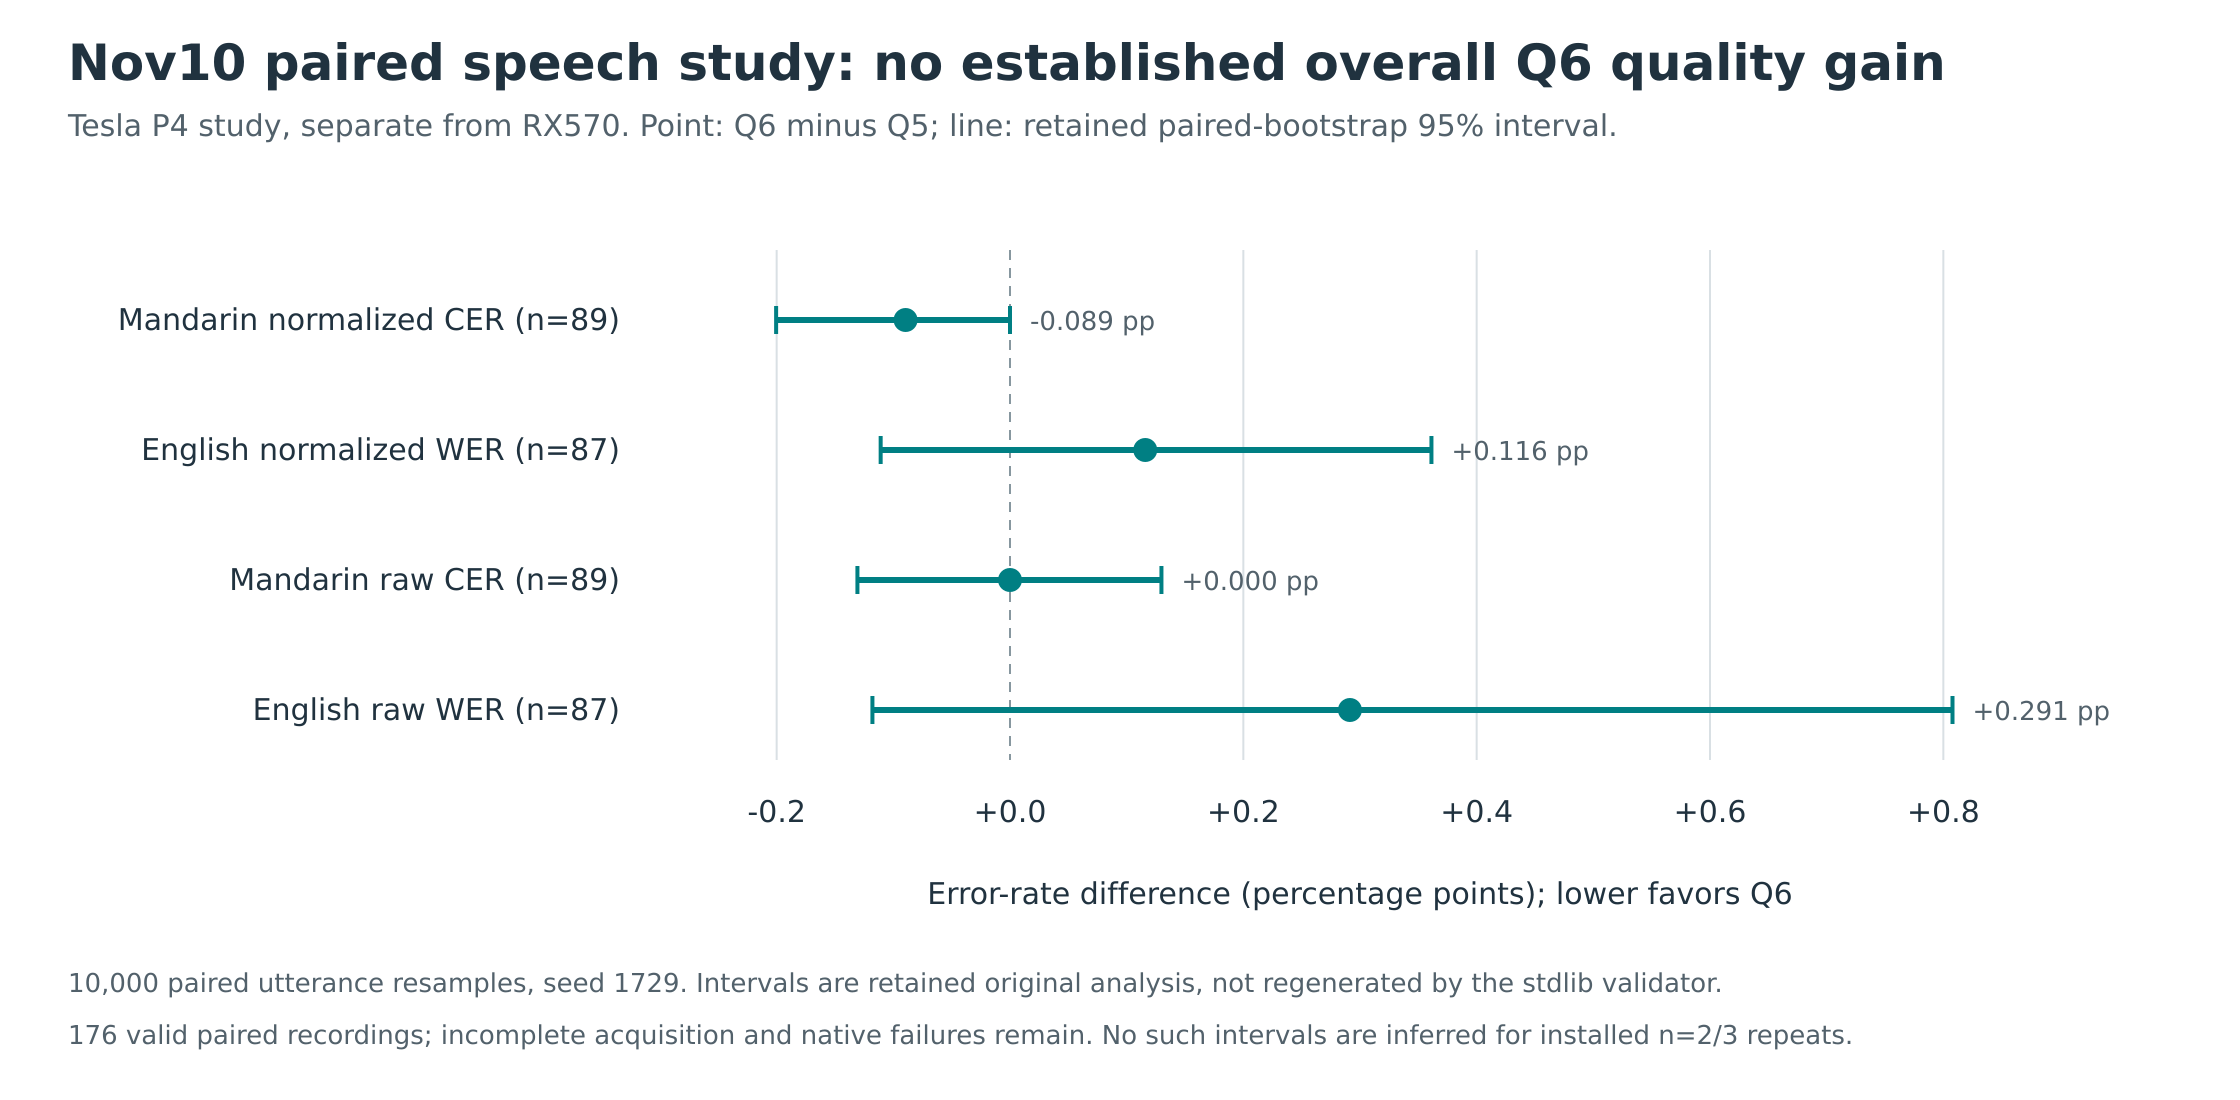 Nov10 paired speech study: no established overall Q6 quality gain
Tesla P4 study, separate from RX570. Point: Q6 minus Q5; line: retained paired-bootstrap 95% interval.
Mandarin normalized CER (n=89)
-0.089 pp
English normalized WER (n=87)
+0.116 pp
Mandarin raw CER (n=89)
+0.000 pp
English raw WER (n=87)
+0.291 pp
-0.2 +0.0 +0.2 +0.4 +0.6 +0.8
Error-rate difference (percentage points); lower favors Q6
10,000 paired utterance resamples, seed 1729. Intervals are retained original analysis, not regenerated by the stdlib validator.
176 valid paired recordings; incomplete acquisition and native failures remain. No such intervals are inferred for installed n=2/3 repeats.